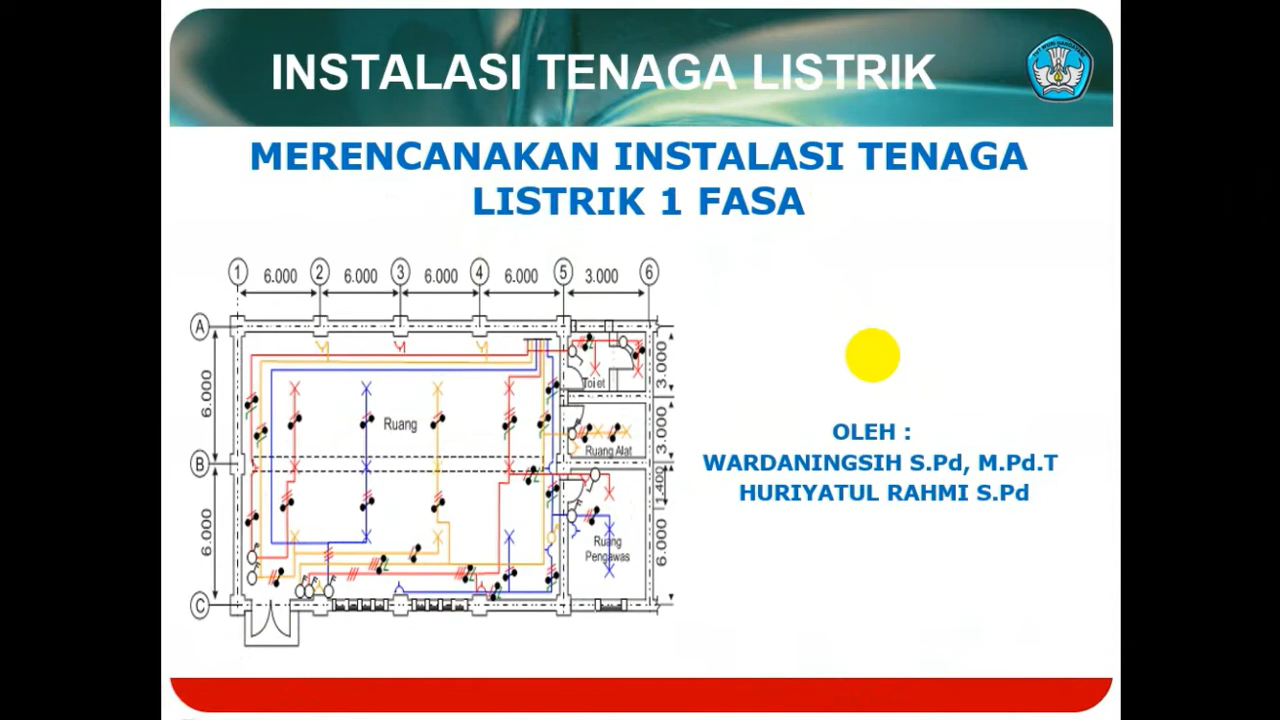 INSTALASI TENAGA LISTRIK
MERENCANAKAN INSTALASI TENAGA
LISTRIK 1 FASA
1 2 3 4 5 6
6.000 6.000 6.000 6.000 3.000
A
B
C
6.000
6.000
3.000
3.000
6.000
Ruang
Ruang Alat
Ruang
Pengawas
OLEH :
WARDANINGSIH S.Pd, M.Pd.T
HURIYATUL RAHMI S.Pd